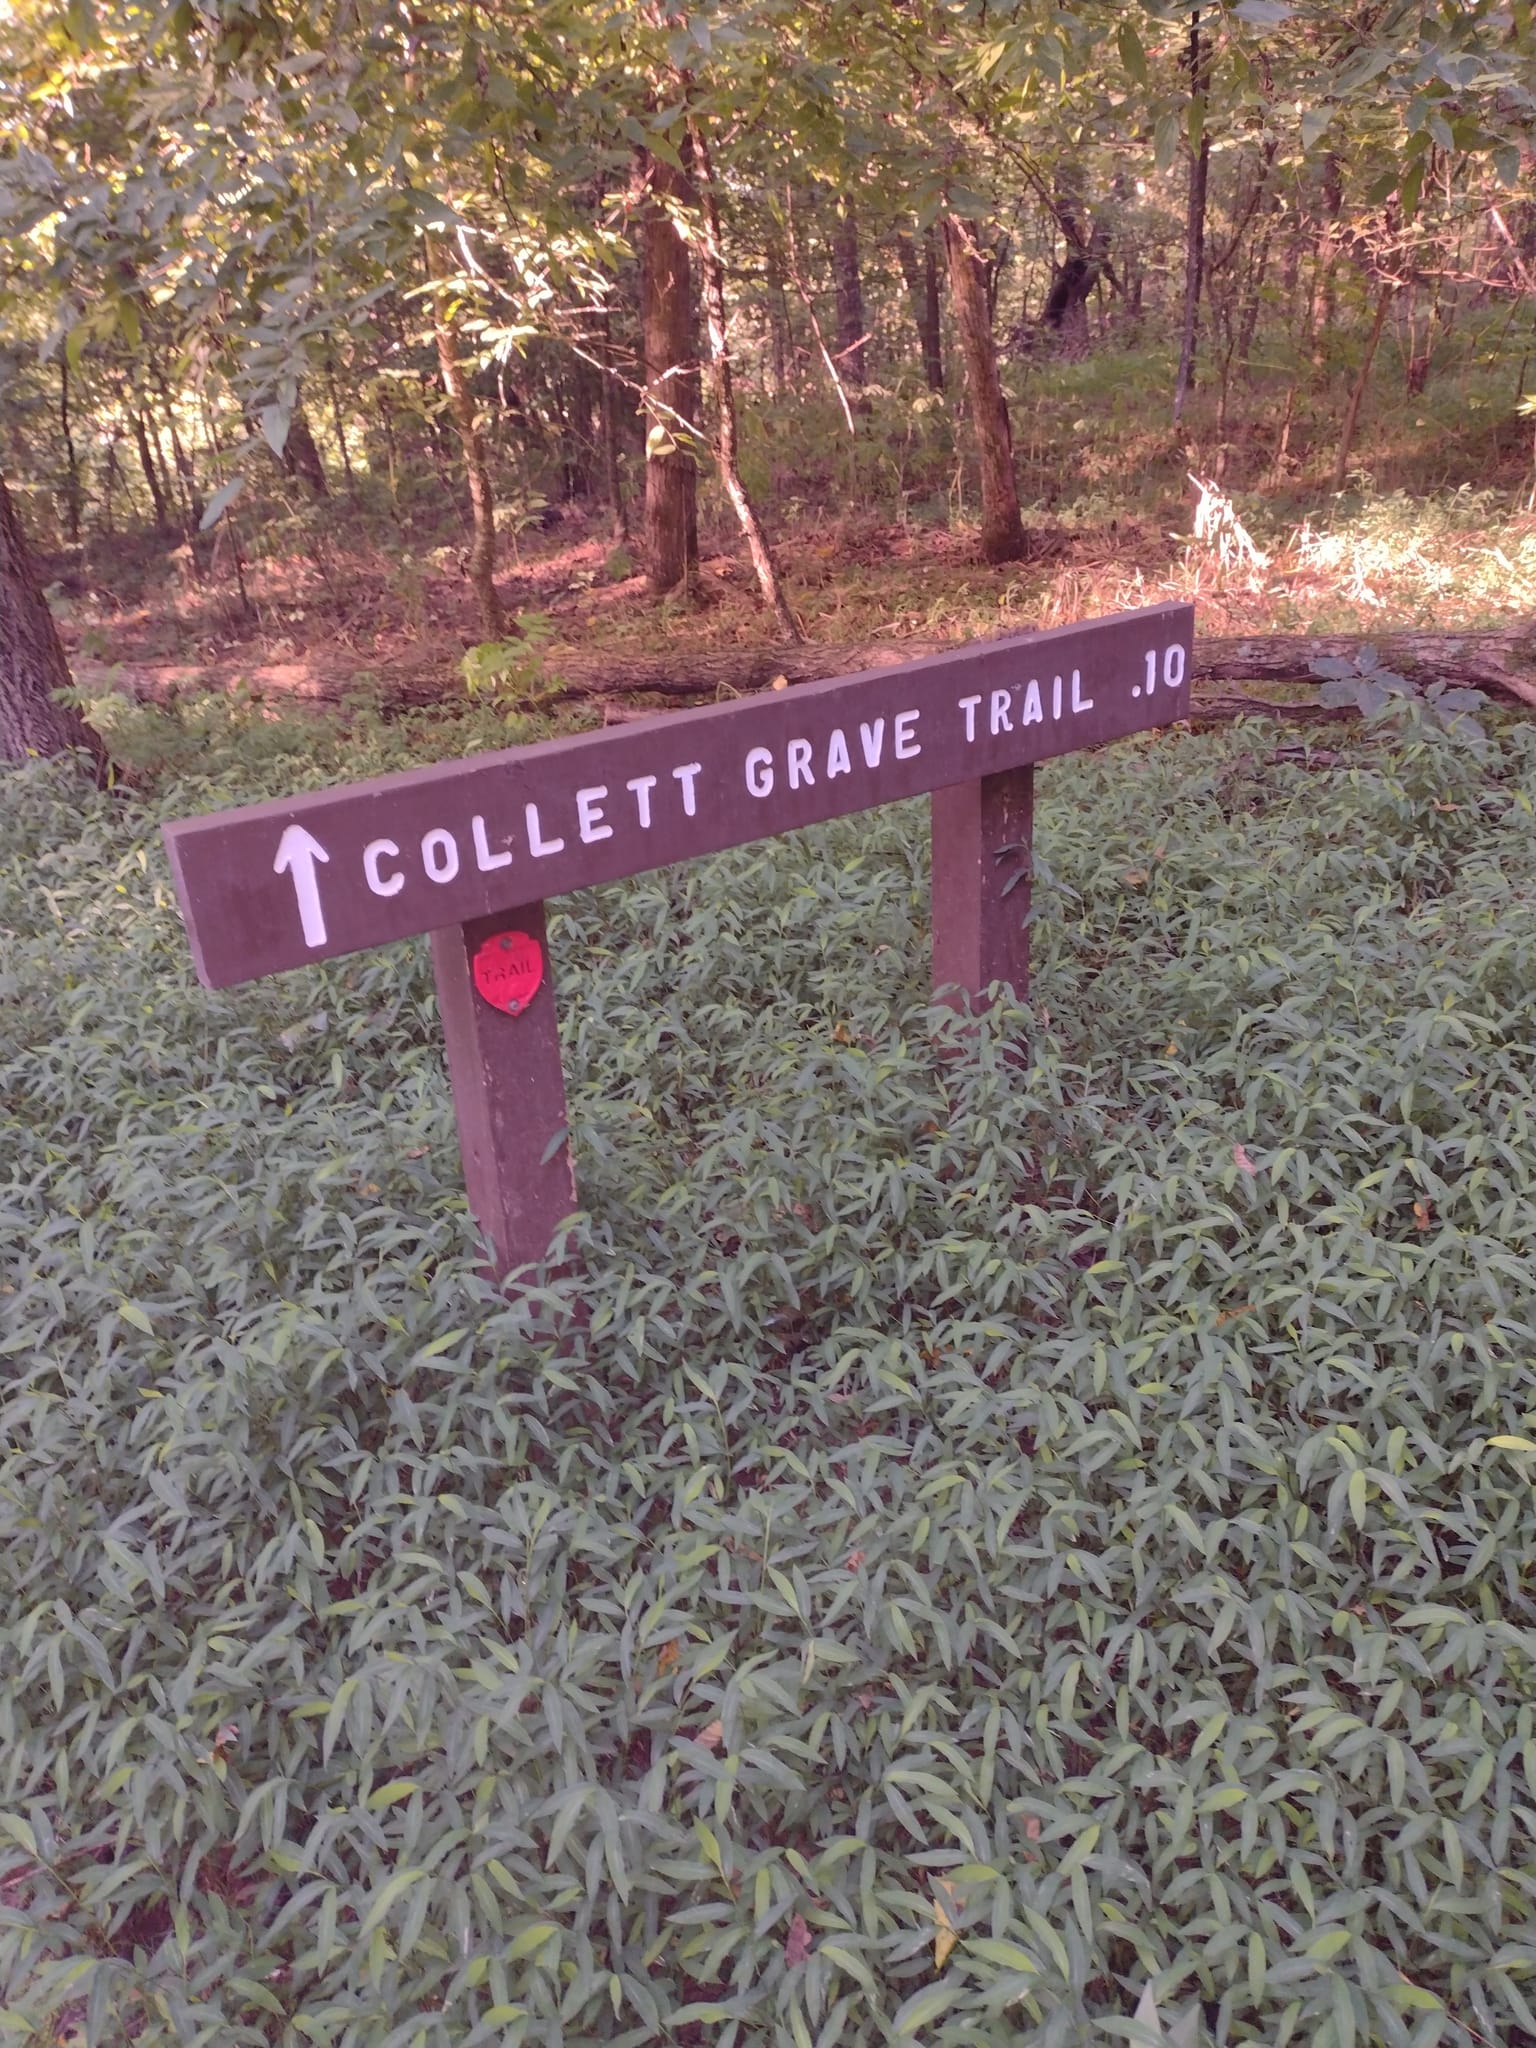 ↑ COLLETT GRAVE TRAIL .10
TRAIL